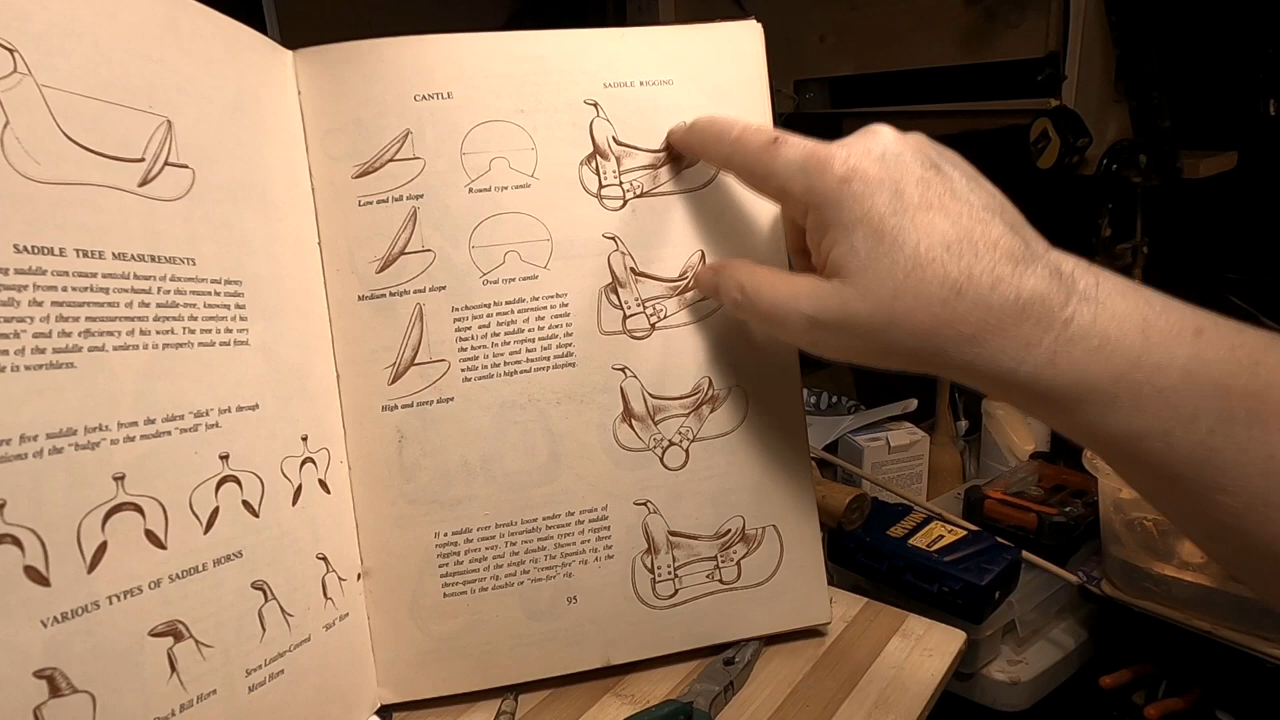 SADDLE TREE MEASUREMENTS
saddle can cause untold hours of discomfort and plenty
from a working cowhand. For this reason he studies
the measurements of the saddle-tree, knowing that
of these measurements depends the comfort of his
and the efficiency of his work. The tree is the very
of the saddle and, unless it is properly made and fitted,
is worthless.
five saddle forks, from the oldest "slick" fork through
of the "bulge" to the modern "swell" fork.
VARIOUS TYPES OF SADDLE HORNS
Bill Horn
Sewn Leather-Covered
Metal Horn
"Slick" Horn
CANTLE
Low and full slope
Round type cantle
Medium height and slope
Oval type cantle
High and steep slope
In choosing his saddle, the cowboy
pays just as much attention to the
slope and height of the cantle
(back) of the saddle as he does to
the horn. In the roping saddle, the
cantle is low and has full slope,
while in the bronc-busting saddle,
the cantle is high and steep sloping.
SADDLE RIGGING
If a saddle ever breaks loose under the strain of
roping, the cause is invariably because the saddle
rigging gives way. The two main types of rigging
are the single and the double. Shown are three
adaptations of the single rig: The Spanish rig, the
three-quarter rig, and the "center-fire" rig. At the
bottom is the double or "rim-fire" rig.
95
IRWIN